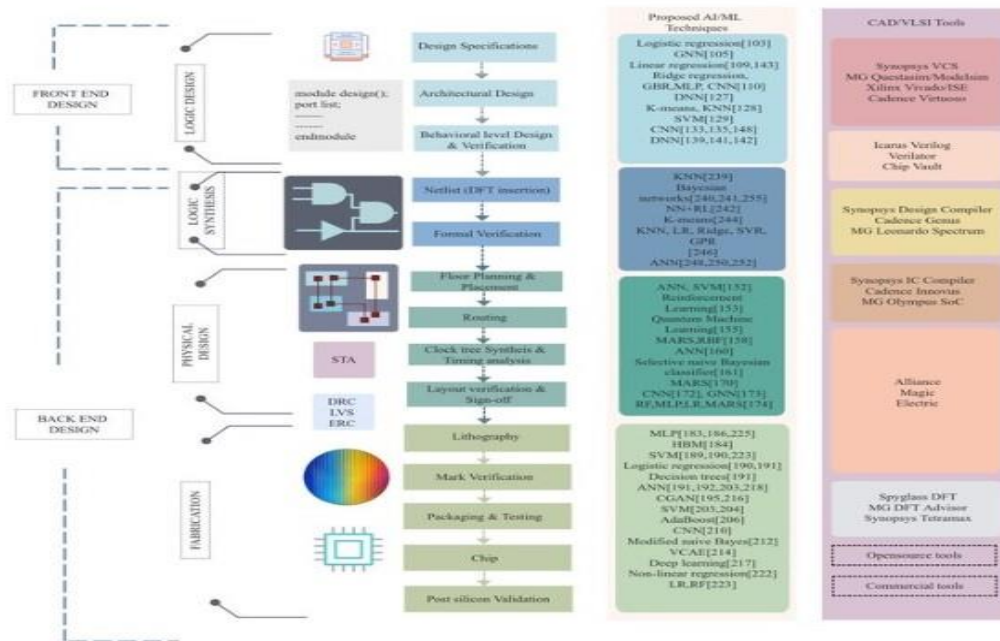 FRONT END
DESIGN
BACK END
DESIGN
LOGIC DESIGN
LOGIC
SYNTHESIS
PHYSICAL
DESIGN
FABRICATION
module design();
port list;
--------
--------
endmodule
STA
DRC
LVS
ERC
Design Specifications
Architectural Design
Behavioral level Design
& Verification
Netlist (DFT insertion)
Formal Verification
Floor Planning &
Placement
Routing
Clock tree Syntheis &
Timing analysis
Layout verification &
Sign-off
Lithography
Mark Verification
Packaging & Testing
Chip
Post silicon Validation
Proposed AI/ML
Techniques
Logistic regression[103]
GNN[105]
Linear regression[109,143]
Ridge regression,
GBR,MLP, CNN[110]
DNN[127]
K-means, KNN[128]
SVM[129]
CNN[133,135,148]
DNN[139,141,142]
KNN[239]
Bayesian
networks[240,241,255]
NN+RL[242]
K-means[244]
KNN, LR, Ridge, SVR,
GPR
[246]
ANN[248,250,252]
ANN, SVM[152]
Reinforcement
Learning[153]
Quantum Machine
Learning[155]
MARS,RBF[158]
ANN[160]
Selective naive Bayesian
classifier[161]
MARS[170]
CNN[172], GNN[173]
RF,MLP,LR,MARS[174]
MLP[183,186,225]
HBM[184]
SVM[189,190,223]
Logistic regression[190,191]
Decision trees[191]
ANN[191,192,203,218]
CGAN[195,216]
SVM[203,204]
AdaBoost[206]
CNN[210]
Modified naive Bayes[212]
VCAE[214]
Deep learning[217]
Non-linear regression[222]
LR,RF[223]
CAD/VLSI Tools
Synopsys VCS
MG Questasim/Modelsim
Xilinx Vivado/ISE
Cadence Virtuoso
Icarus Verilog
Verilator
Chip Vault
Synopsys Design Compiler
Cadence Genus
MG Leonardo Spectrum
Synopsys IC Compiler
Cadence Innovus
MG Olympus SoC
Alliance
Magic
Electric
Spyglass DFT
MG DFT Advisor
Synopsys Tetramax
Opensource tools
Commercial tools